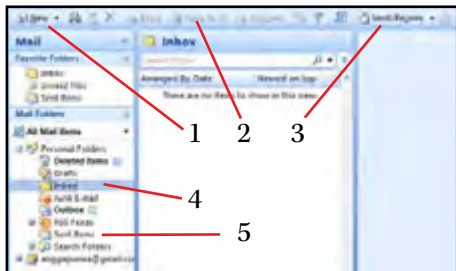 New Send/Receive
Mail
Favorite Folders
Inbox
Unread Mail
Sent Items
Mail Folders
All Mail Items
Personal Folders
Deleted Items
Drafts
Inbox
Junk E-mail
Outbox
RSS Feeds
Sent Items
Search Folders
Inbox
Arranged By: Date Newest on top
There are no items to show in this view.
1 2 3
4
5